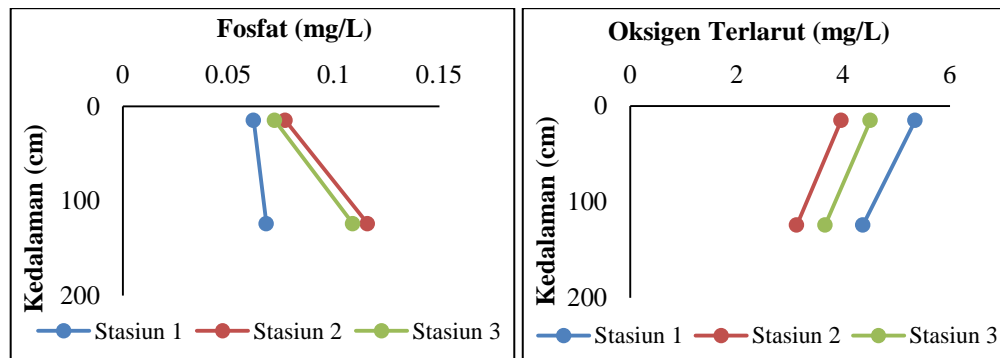 Fosfat (mg/L)
0 0.05 0.1 0.15
0
100
200
Kedalaman (cm)
Stasiun 1 Stasiun 2 Stasiun 3
Oksigen Terlarut (mg/L)
0 2 4 6
0
100
200
Kedalaman (cm)
Stasiun 1 Stasiun 2 Stasiun 3